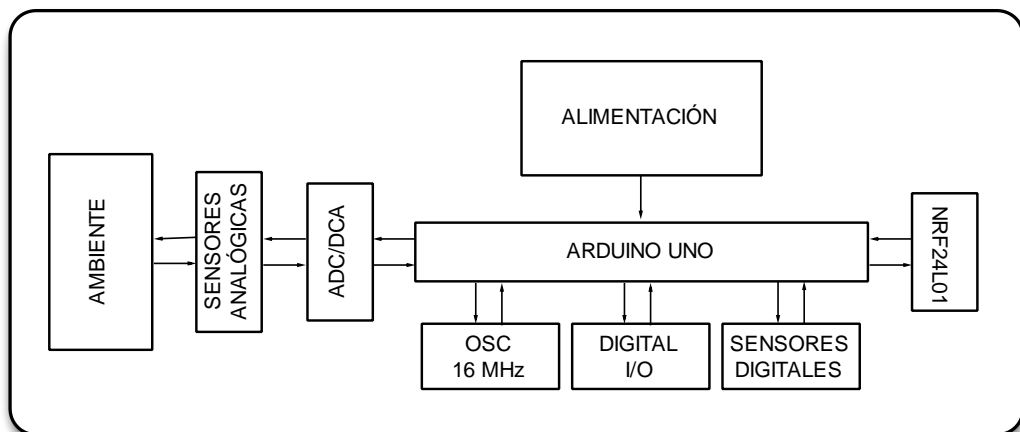 ALIMENTACIÓN
AMBIENTE
SENSORES
ANALÓGICAS
ADC/DCA
ARDUINO UNO
NRF24L01
OSC
16 MHz
DIGITAL
I/O
SENSORES
DIGITALES